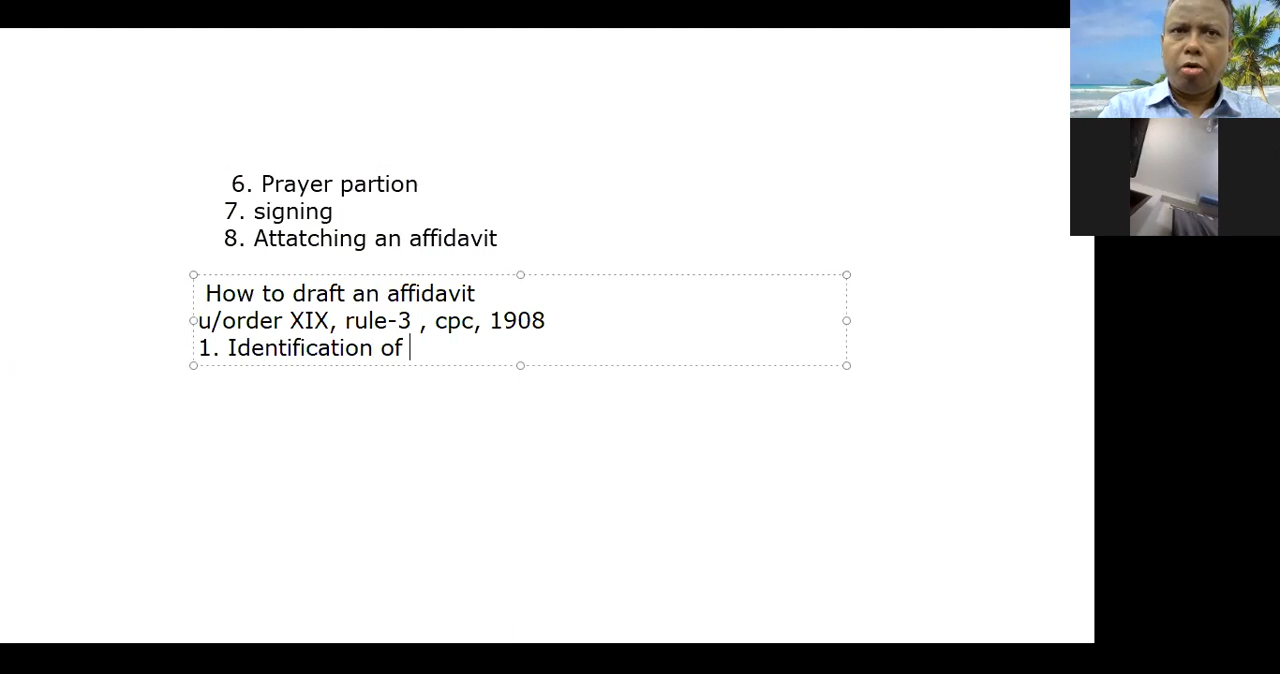 6. Prayer partion
7. signing
8. Attatching an affidavit
How to draft an affidavit
u/order XIX, rule-3 , cpc, 1908
1. Identification of